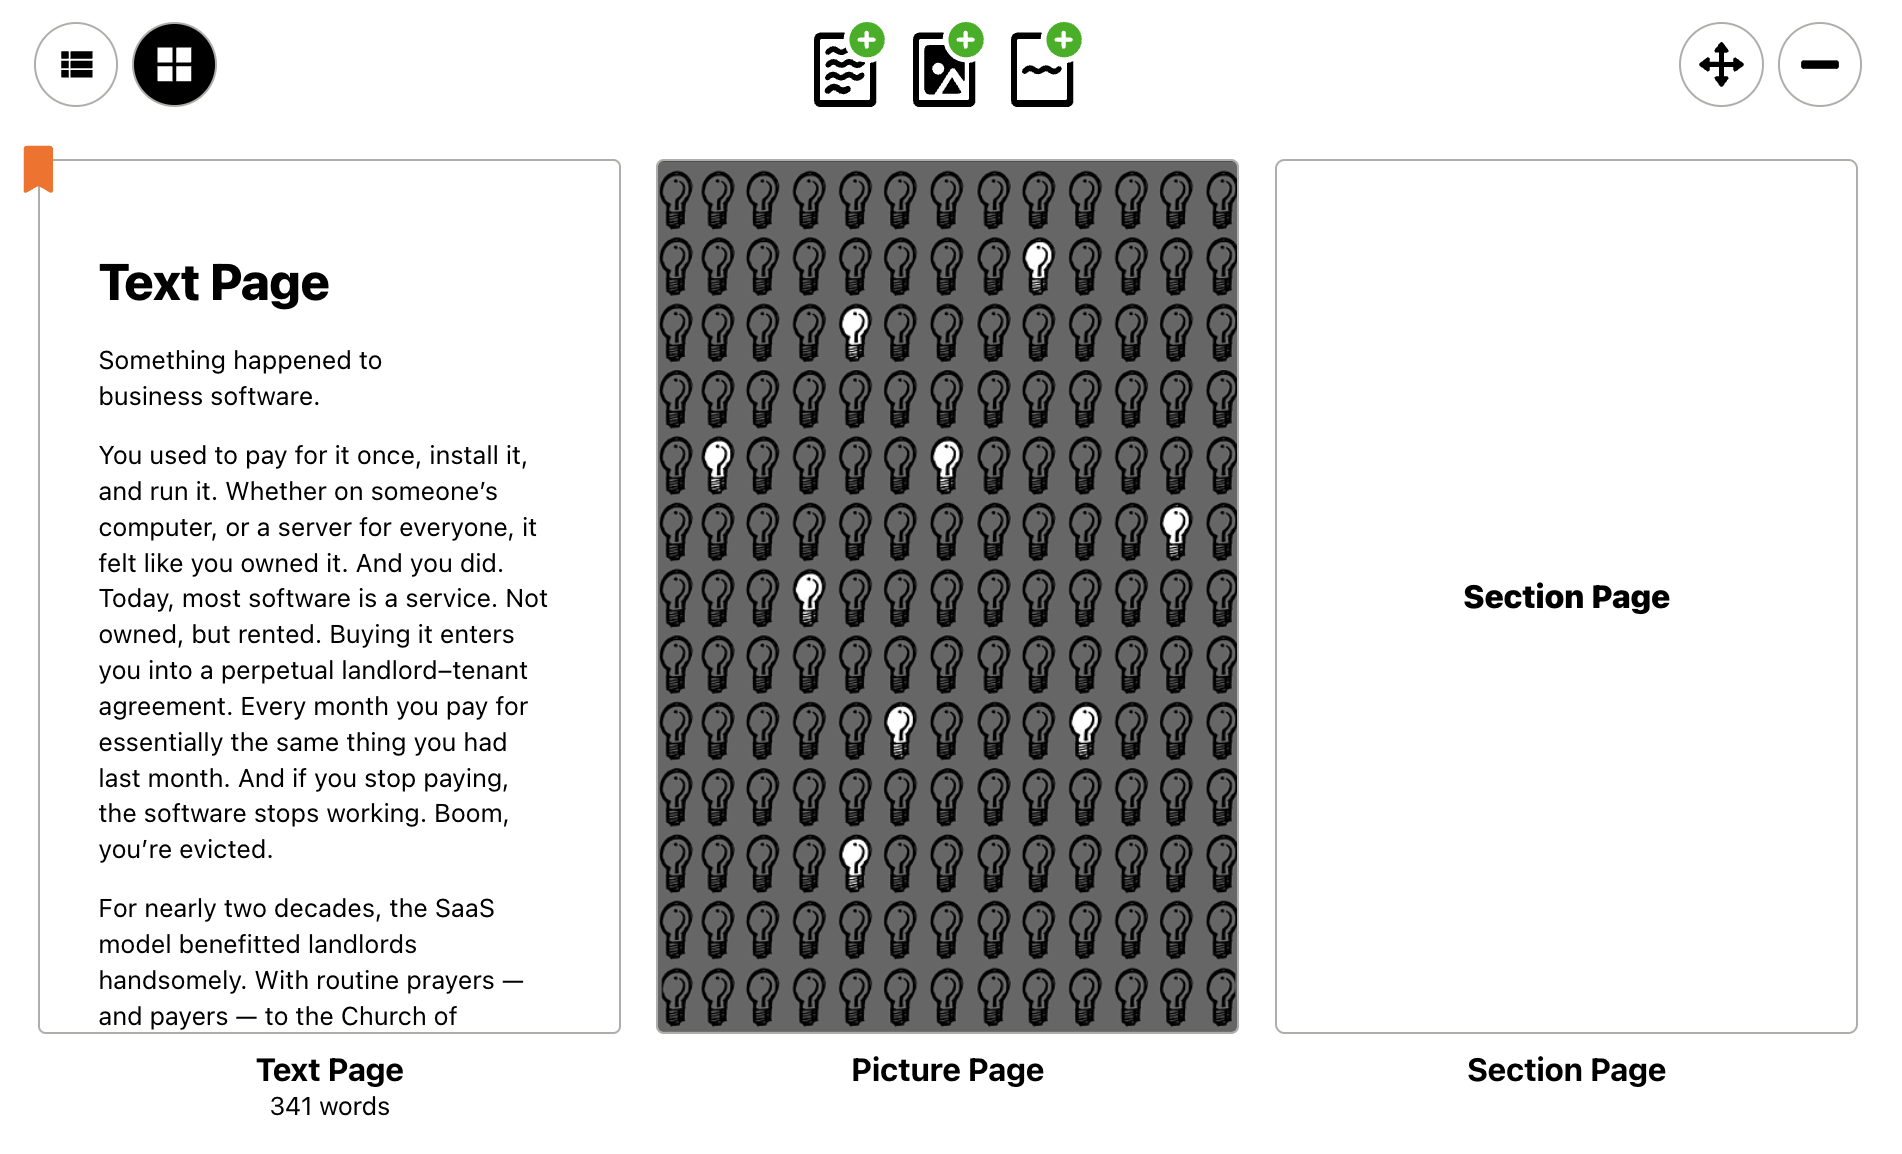 Text Page
Something happened to
business software.
You used to pay for it once, install it,
and run it. Whether on someone’s
computer, or a server for everyone, it
felt like you owned it. And you did.
Today, most software is a service. Not
owned, but rented. Buying it enters
you into a perpetual landlord–tenant
agreement. Every month you pay for
essentially the same thing you had
last month. And if you stop paying,
the software stops working. Boom,
you’re evicted.
For nearly two decades, the SaaS
model benefitted landlords
handsomely. With routine prayers —
and payers — to the Church of
Text Page
341 words
Picture Page
Section Page
Section Page